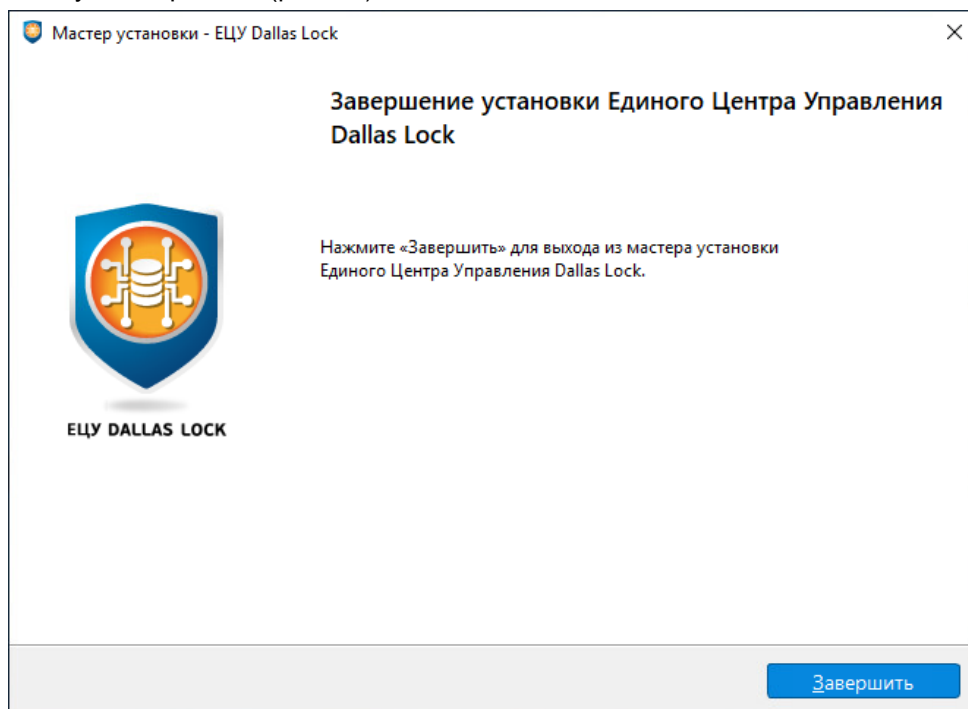 Мастер установки - ЕЦУ Dallas Lock
Завершение установки Единого Центра Управления
Dallas Lock
Нажмите «Завершить» для выхода из мастера установки
Единого Центра Управления Dallas Lock.
ЕЦУ DALLAS LOCK
Завершить